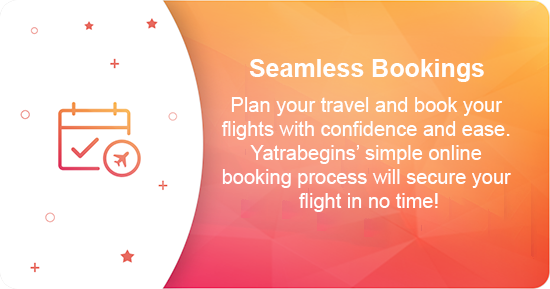 Seamless Bookings
Plan your travel and book your
flights with confidence and ease.
Yatrabegins’ simple online
booking process will secure your
flight in no time!